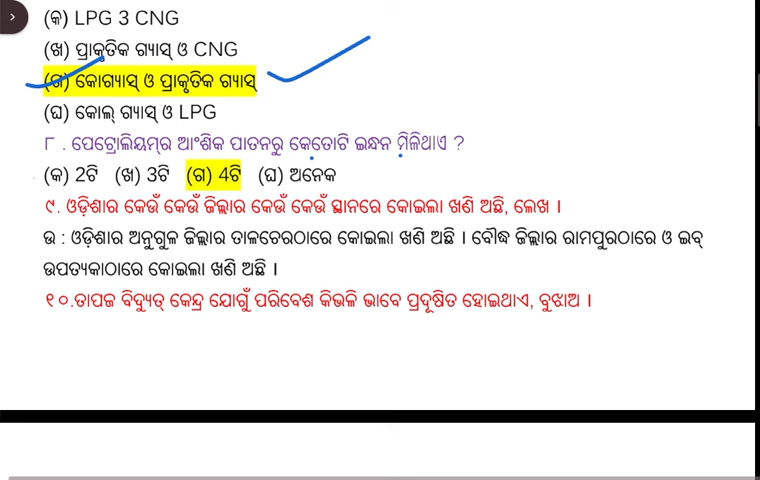 (କ) LPG 3 CNG
(ଖ) ପ୍ରାକୃତିକ ଗ୍ୟାସ୍ ଓ CNG
(ଗ) କୋଗ୍ୟାସ୍ ଓ ପ୍ରାକୃତିକ ଗ୍ୟାସ୍
(ଘ) କୋଲ୍ ଗ୍ୟାସ୍ ଓ LPG
୮ . ପେଟ୍ରୋଲିୟମ୍‌ର ଆଂଶିକ ପାତନରୁ କେତୋଟି ଇନ୍ଧନ ମିଳିଥାଏ ?
(କ) 2ଟି (ଖ) 3ଟି (ଗ) 4ଟି (ଘ) ଅନେକ
୯. ଓଡ଼ିଶାର କେଉଁ କେଉଁ ଜିଲ୍ଲାର କେଉଁ କେଉଁ ସ୍ଥାନରେ କୋଇଲା ଖଣି ଅଛି, ଲେଖ ।
ଉ : ଓଡ଼ିଶାର ଅନୁଗୁଳ ଜିଲ୍ଲାର ତାଳଚେରଠାରେ କୋଇଲା ଖଣି ଅଛି । ବୌଦ୍ଧ ଜିଲ୍ଲାର ରାମପୁରଠାରେ ଓ ଇବ୍
ଉପତ୍ୟକାଠାରେ କୋଇଲା ଖଣି ଅଛି ।
୧୦.ତାପଜ ବିଦ୍ୟୁତ୍ କେନ୍ଦ୍ର ଯୋଗୁଁ ପରିବେଶ କିଭଳି ଭାବେ ପ୍ରଦୂଷିତ ହୋଇଥାଏ, ବୁଝାଅ ।